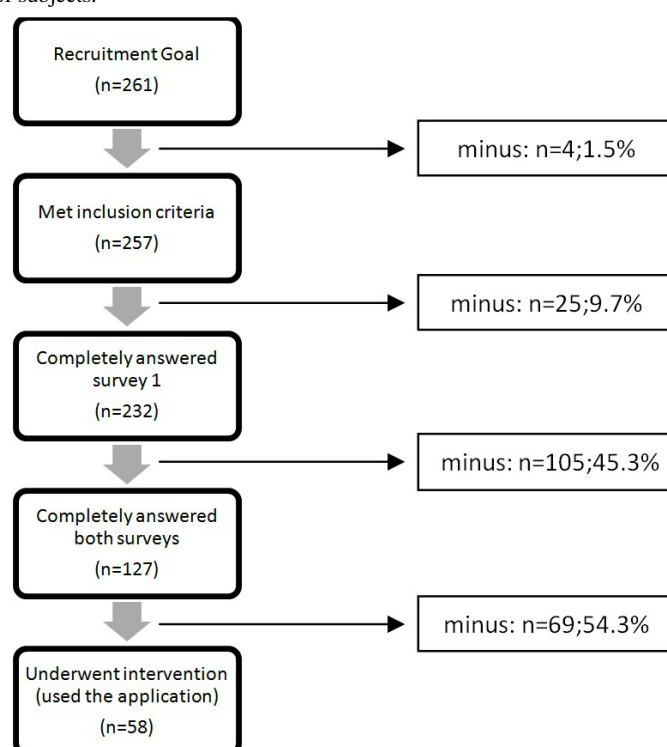 of subjects.
Recruitment Goal
(n=261)
minus: n=4;1.5%
Met inclusion criteria
(n=257)
minus: n=25;9.7%
Completely answered
survey 1
(n=232)
minus: n=105;45.3%
Completely answered
both surveys
(n=127)
minus: n=69;54.3%
Underwent intervention
(used the application)
(n=58)